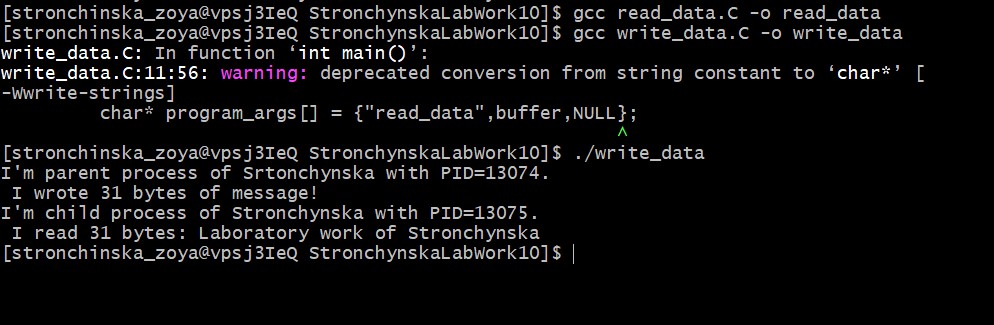 [stronchinska_zoya@vpsj3IeQ StronchynskaLabWork10]$ gcc read_data.C -o read_data
[stronchinska_zoya@vpsj3IeQ StronchynskaLabWork10]$ gcc write_data.C -o write_data
write_data.C: In function ‘int main()’:
write_data.C:11:56: warning: deprecated conversion from string constant to ‘char*’ [
-Wwrite-strings]
         char* program_args[] = {"read_data",buffer,NULL};
                                                        ^
[stronchinska_zoya@vpsj3IeQ StronchynskaLabWork10]$ ./write_data
I'm parent process of Srtonchynska with PID=13074.
 I wrote 31 bytes of message!
I'm child process of Stronchynska with PID=13075.
 I read 31 bytes: Laboratory work of Stronchynska
[stronchinska_zoya@vpsj3IeQ StronchynskaLabWork10]$